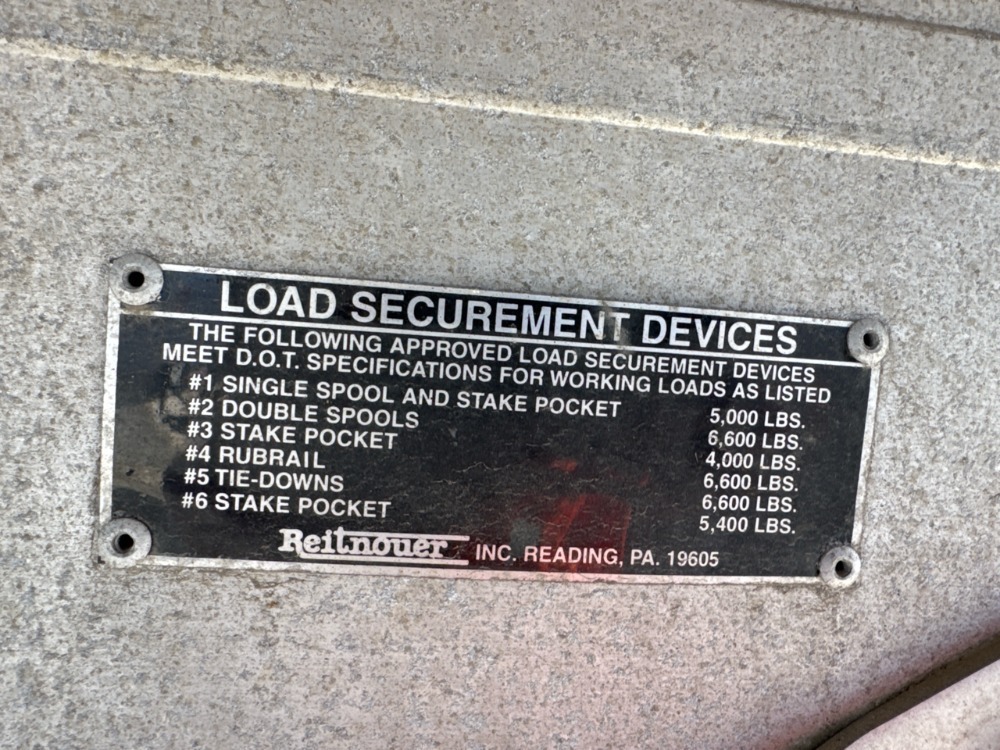 LOAD SECUREMENT DEVICES
THE FOLLOWING APPROVED LOAD SECUREMENT DEVICES
MEET D.O.T. SPECIFICATIONS FOR WORKING LOADS AS LISTED
#1 SINGLE SPOOL AND STAKE POCKET 5,000 LBS.
#2 DOUBLE SPOOLS 6,600 LBS.
#3 STAKE POCKET 4,000 LBS.
#4 RUBRAIL 6,600 LBS.
#5 TIE-DOWNS 6,600 LBS.
#6 STAKE POCKET 5,400 LBS.
Reitnouer INC. READING, PA. 19605